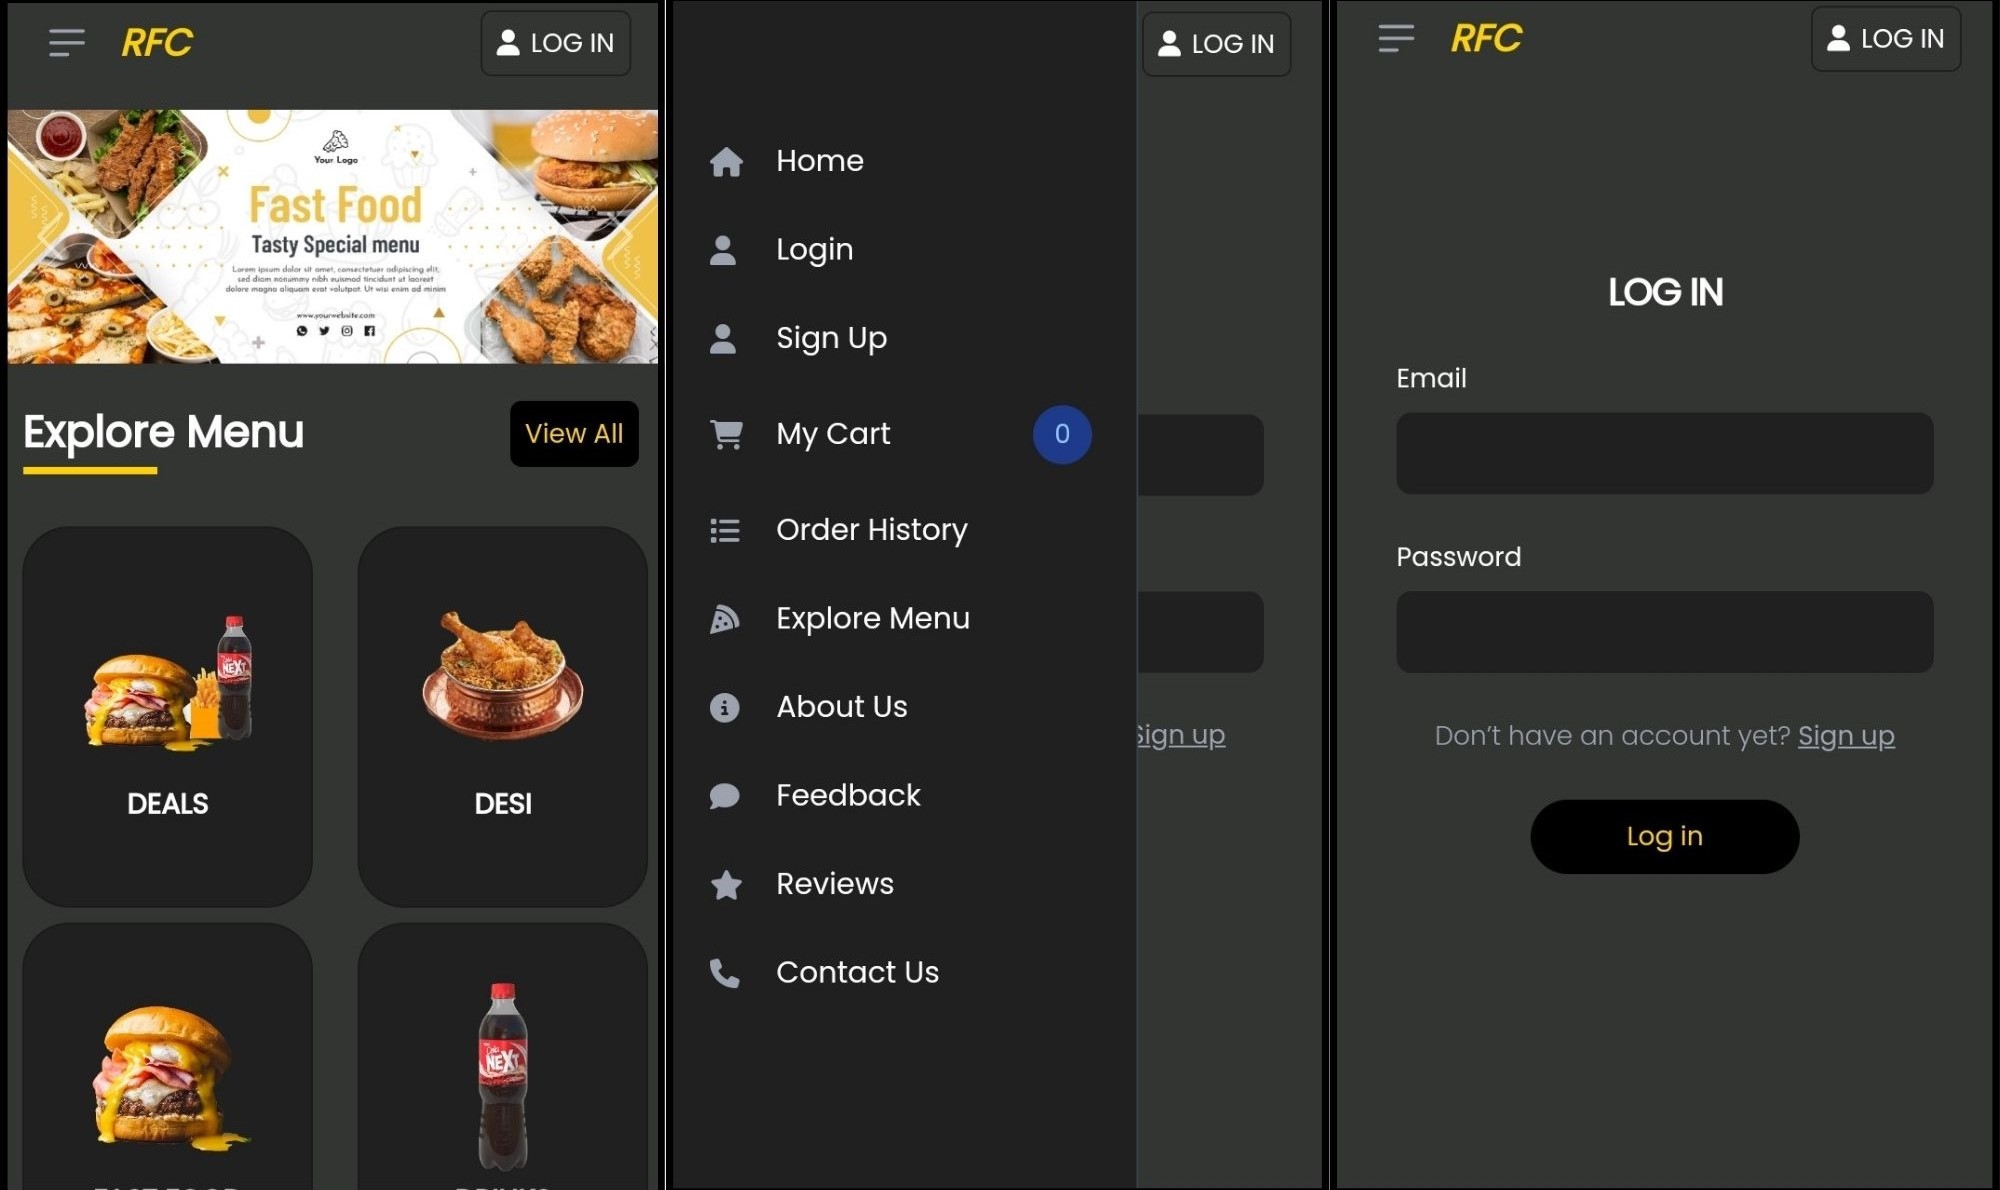 RFC
LOG IN
Your Logo
Fast Food
Tasty Special menu
Lorem ipsum dolor sit amet, consectetuer adipiscing elit,
sed diam nonummy nibh euismod tincidunt ut laoreet
dolore magna aliquam erat volutpat. Ut wisi enim ad minim
www.yourwebsite.com
Explore Menu
View All
NEXT
DEALS
DESI
NEXT
FAST FOOD
DRINKS
LOG IN
Home
Login
Sign Up
My Cart
0
Order History
Explore Menu
About Us
Feedback
Reviews
Contact Us
Sign up
RFC
LOG IN
LOG IN
Email
Password
Don't have an account yet? Sign up
Log in